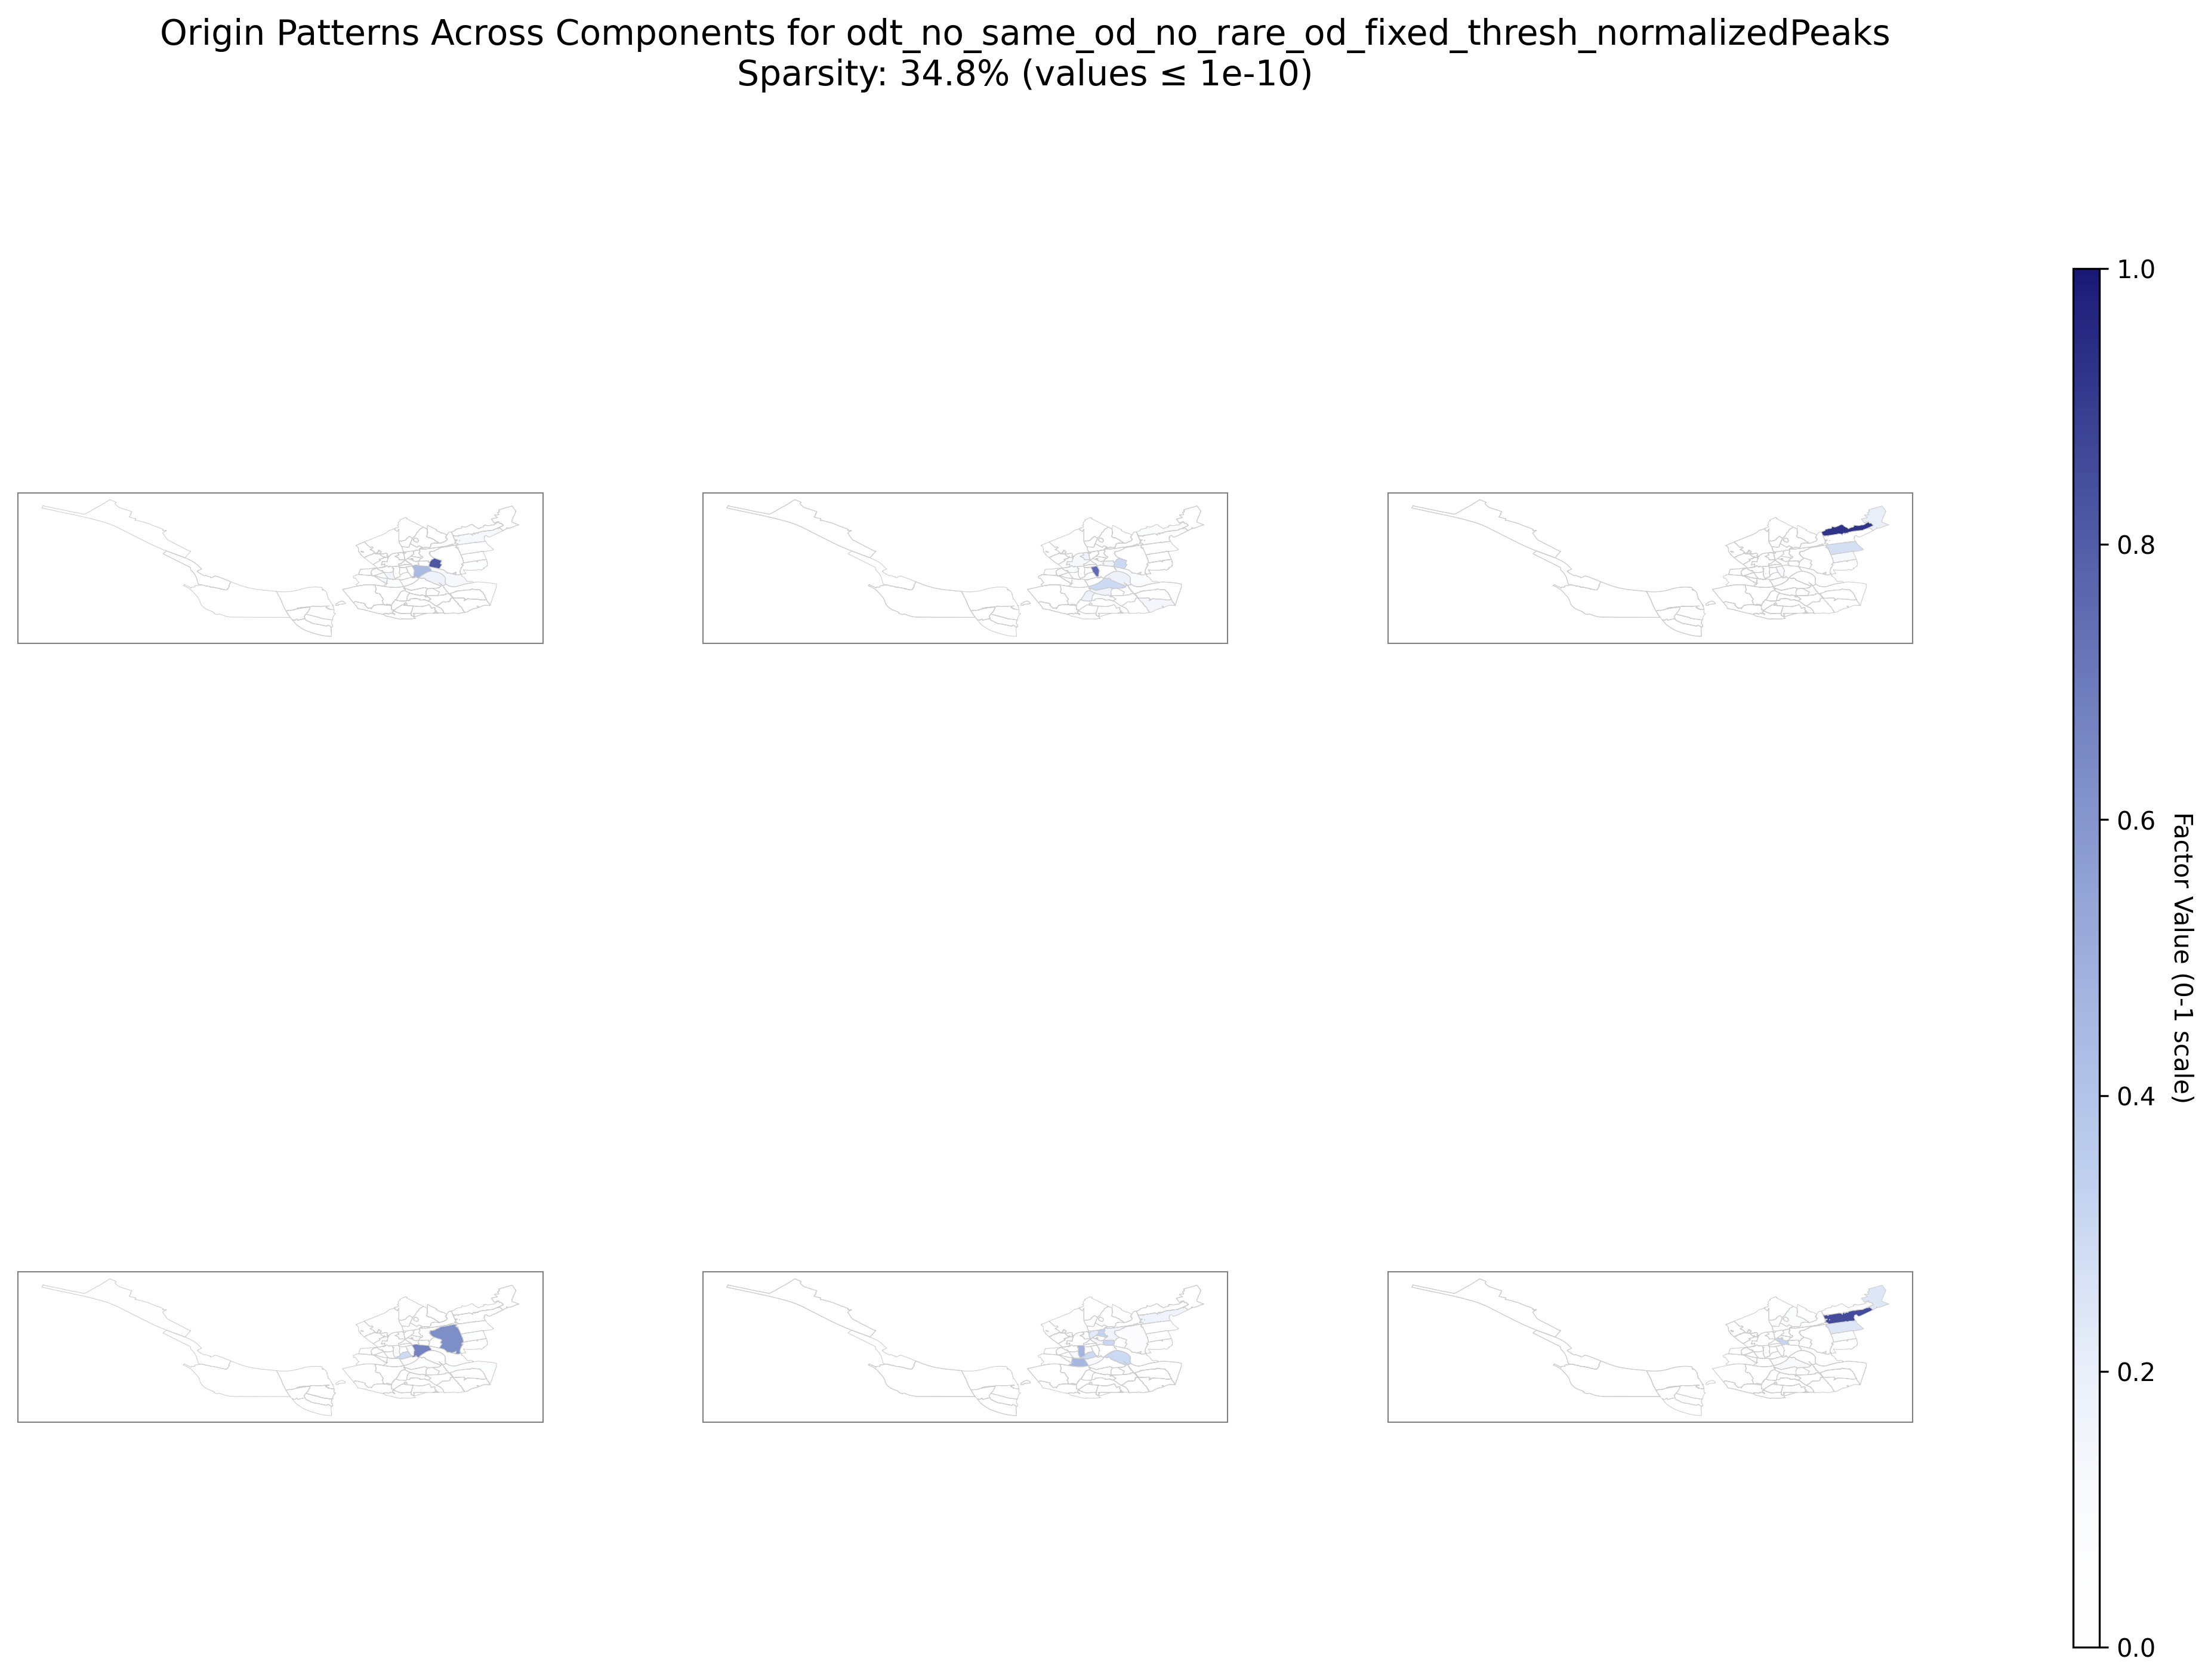 Origin Patterns Across Components for odt_no_same_od_no_rare_od_fixed_thresh_normalizedPeaks
Sparsity: 34.8% (values ≤ 1e-10)
1.0
0.8
0.6
0.4
0.2
0.0
Factor Value (0-1 scale)